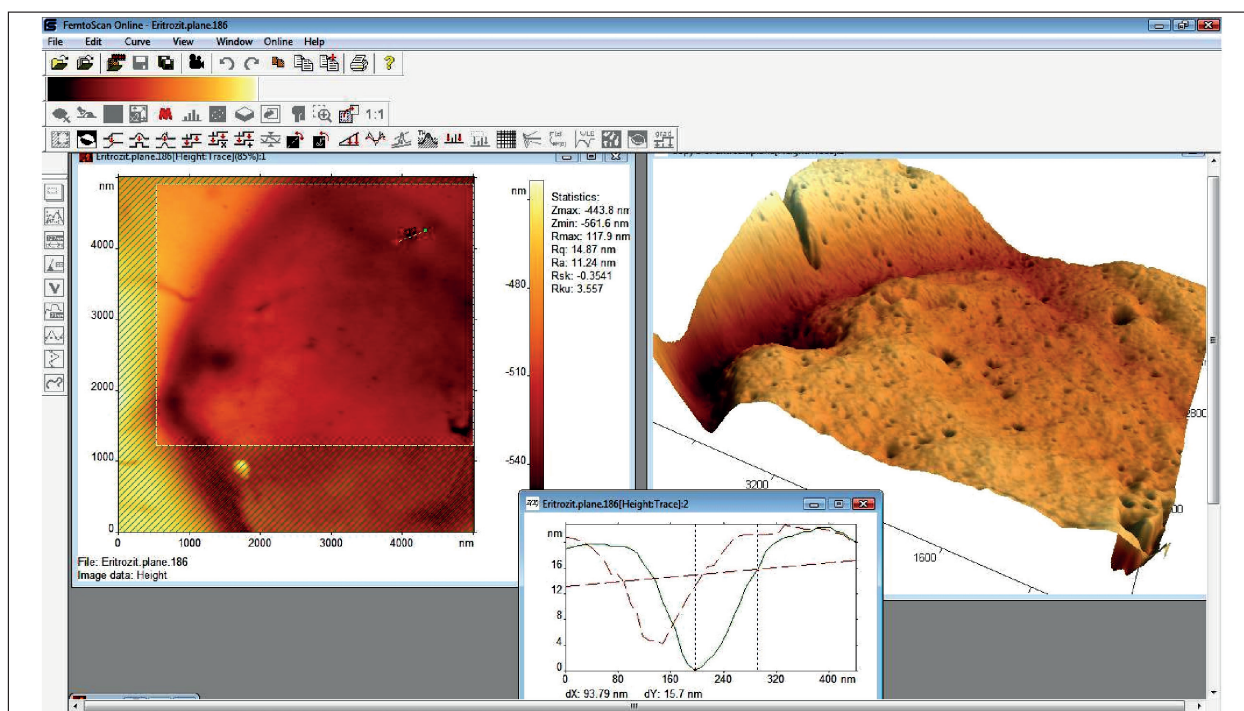 FemtoScan Online - Eritrozit.plane.186
File Edit Curve View Window Online Help
1:1
Eritrozit.plane.186[Height:Trace](85%):1
nm
4000
3000
2000
1000
0
0 1000 2000 3000 4000 nm
File: Eritrozit.plane.186
Image data: Height
nm
-480
-510
-540
Statistics:
Zmax: -443.8 nm
Zmin: -561.6 nm
Rmax: 117.9 nm
Rq: 14.87 nm
Ra: 11.24 nm
Rsk: -0.3541
Rku: 3.557
3200
1600
2800
Eritrozit.plane.186[Height:Trace]:2
nm
16
12
8
4
0
0 80 160 240 320 400 nm
dX: 93.79 nm dY: 15.7 nm